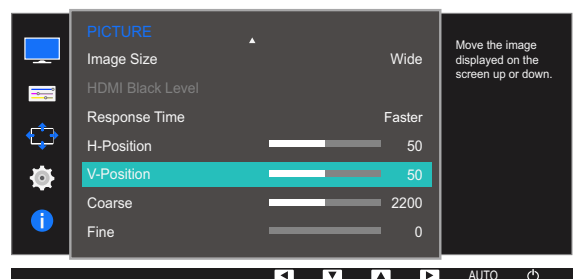 PICTURE
Image Size Wide
HDMI Black Level
Response Time Faster
H-Position 50
V-Position 50
Coarse 2200
Fine 0
Move the image
displayed on the
screen up or down.
AUTO